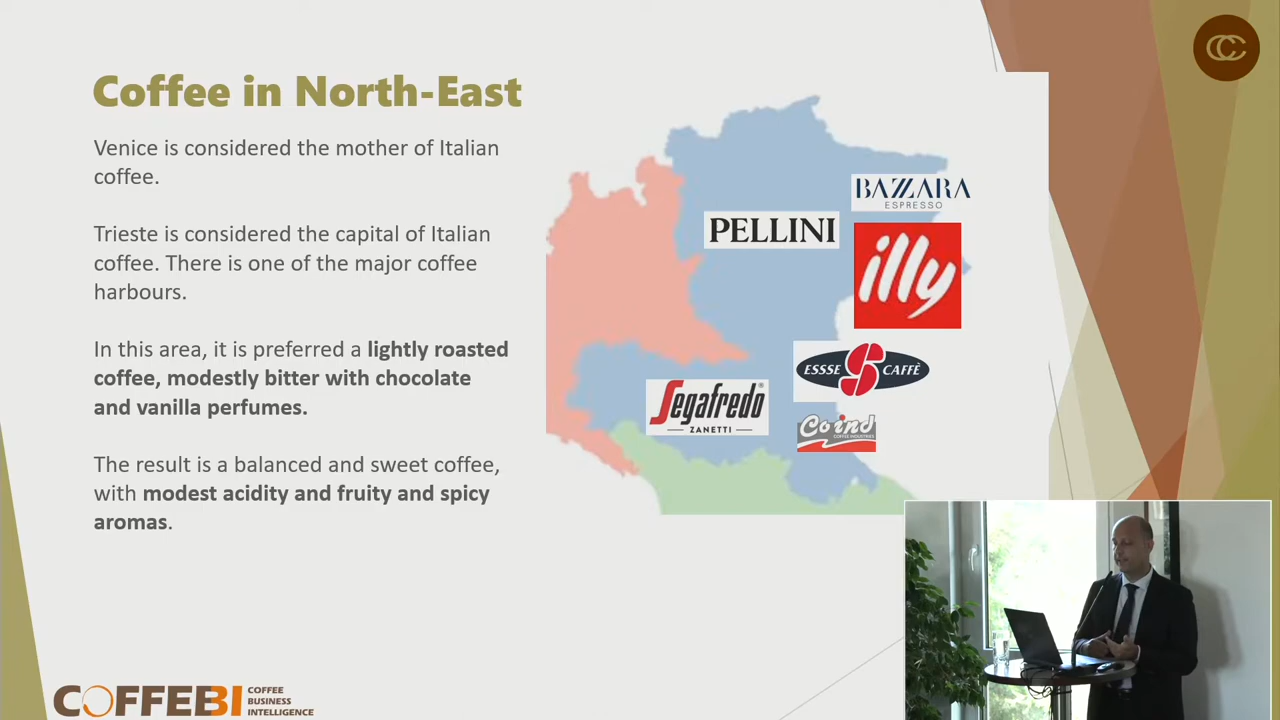 Coffee in North-East
Venice is considered the mother of Italian
coffee.
Trieste is considered the capital of Italian
coffee. There is one of the major coffee
harbours.
In this area, it is preferred a lightly roasted
coffee, modestly bitter with chocolate
and vanilla perfumes.
The result is a balanced and sweet coffee,
with modest acidity and fruity and spicy
aromas.
BAZZARA
ESPRESSO
PELLINI
illy
ESSSE CAFFÈ
Segafredo®
ZANETTI
Coind
COFFEE INDUSTRIES
COFFEBI
COFFEE
BUSINESS
INTELLIGENCE